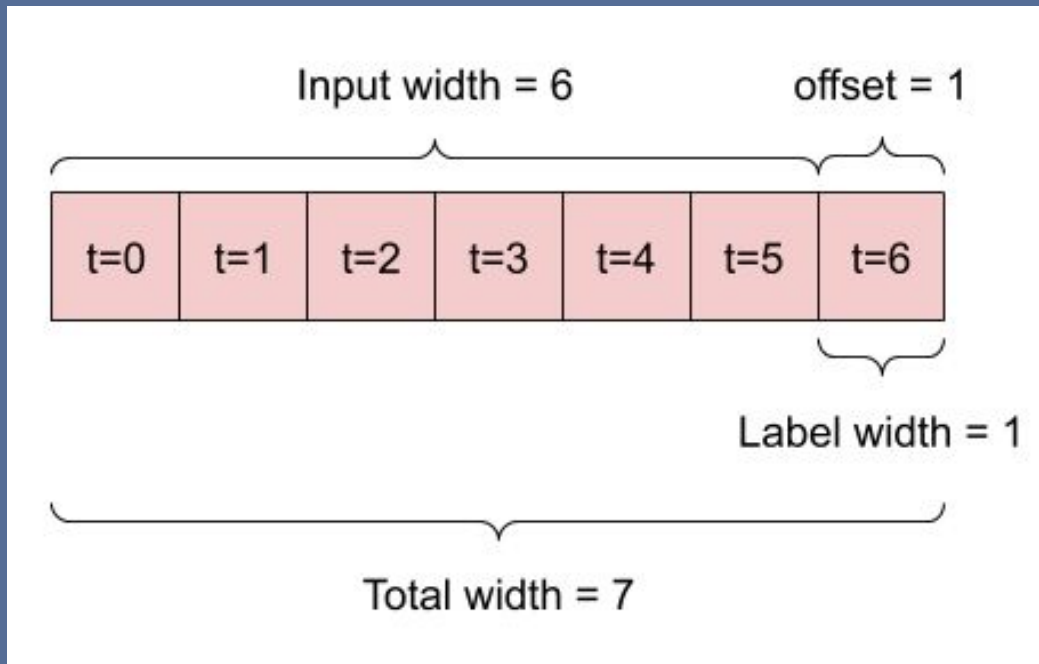 Input width = 6 offset = 1
t=0 t=1 t=2 t=3 t=4 t=5 t=6
Label width = 1
Total width = 7